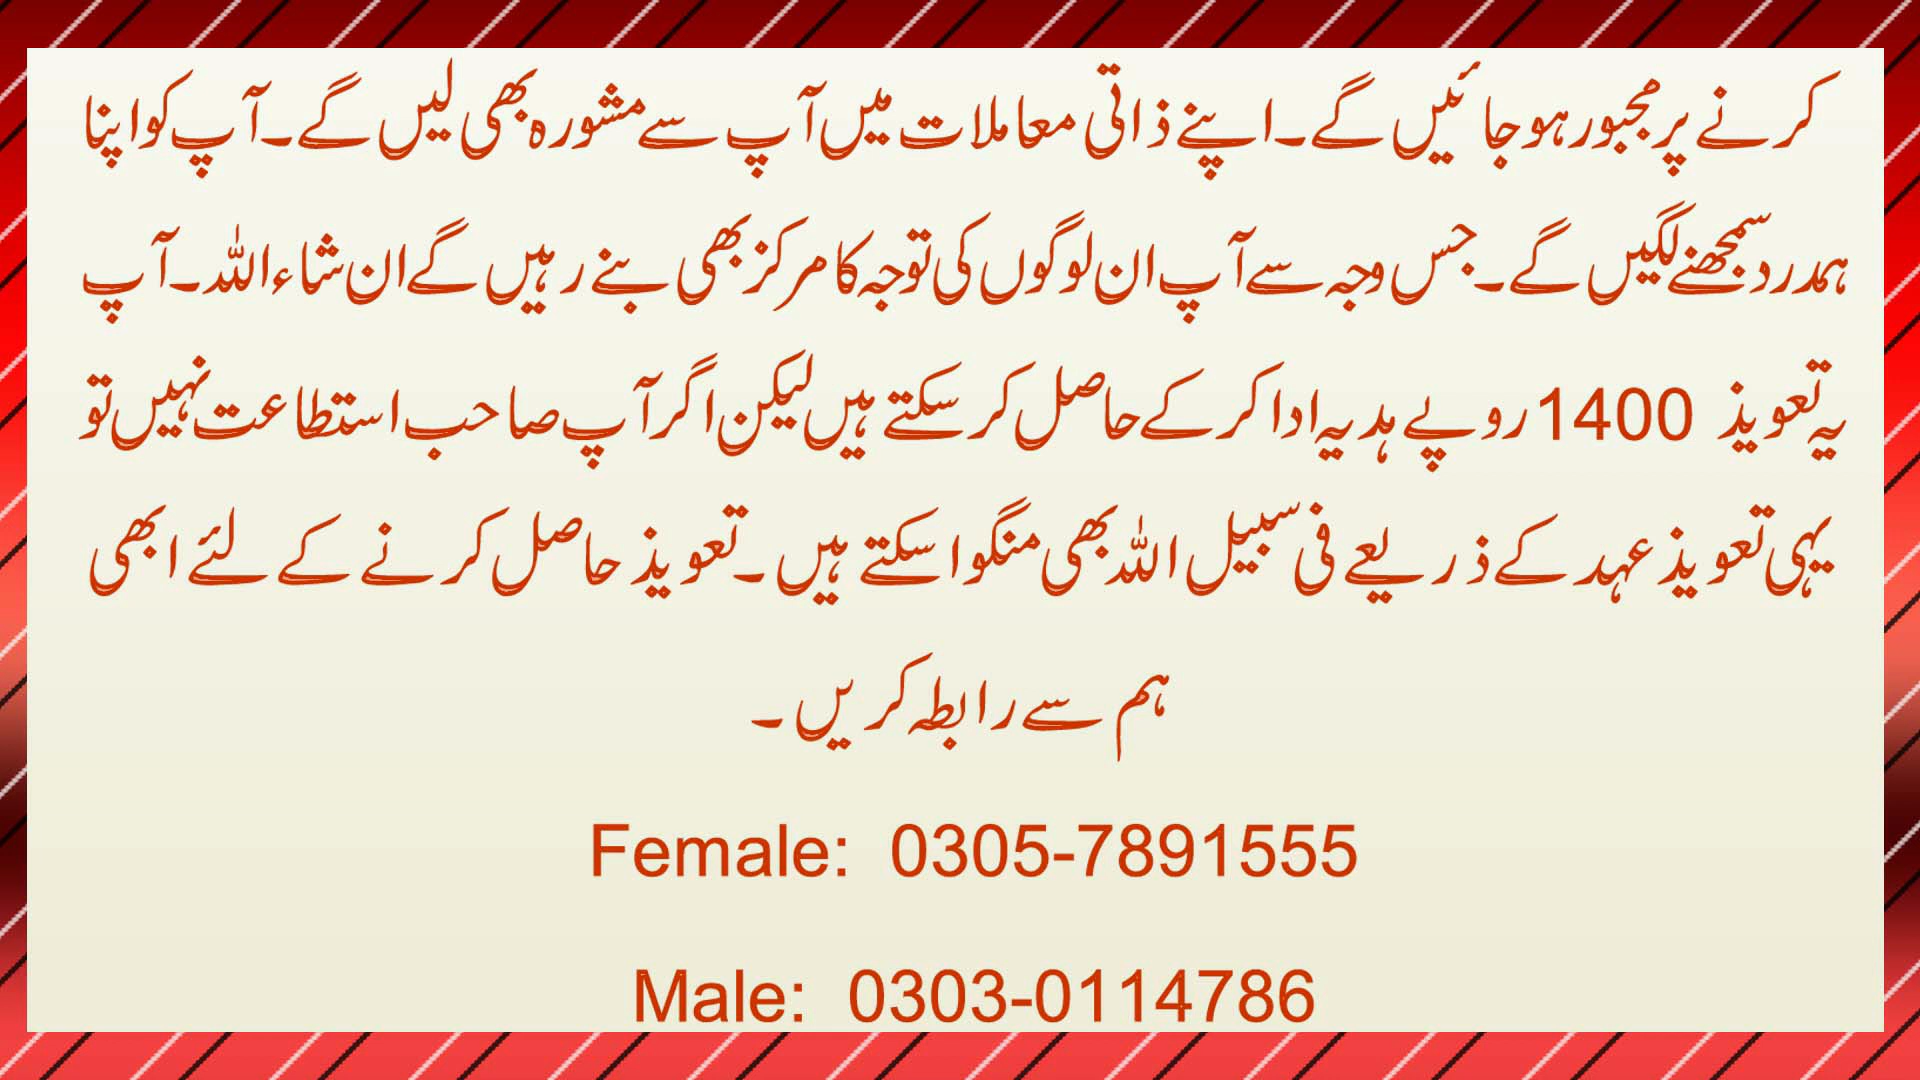 کرنے پر مجبور ہو جائیں گے۔ اپنے ذاتی معاملات میں آپ سے مشورہ بھی لیں گے۔ آپ کو اپنا
ہمدرد سمجھنے لگیں گے۔ جس وجہ سے آپ ان لوگوں کی توجہ کا مرکز بھی بنے رہیں گے ان شاء اللہ۔ آپ
یہ تعویذ 1400 روپے ہدیہ ادا کر کے حاصل کر سکتے ہیں لیکن اگر آپ صاحب استطاعت نہیں تو
یہی تعویذ عہد کے ذریعے فی سبیل اللہ بھی منگوا سکتے ہیں۔ تعویذ حاصل کرنے کے لئے ابھی
ہم سے رابطہ کریں۔
Female: 0305-7891555
Male: 0303-0114786